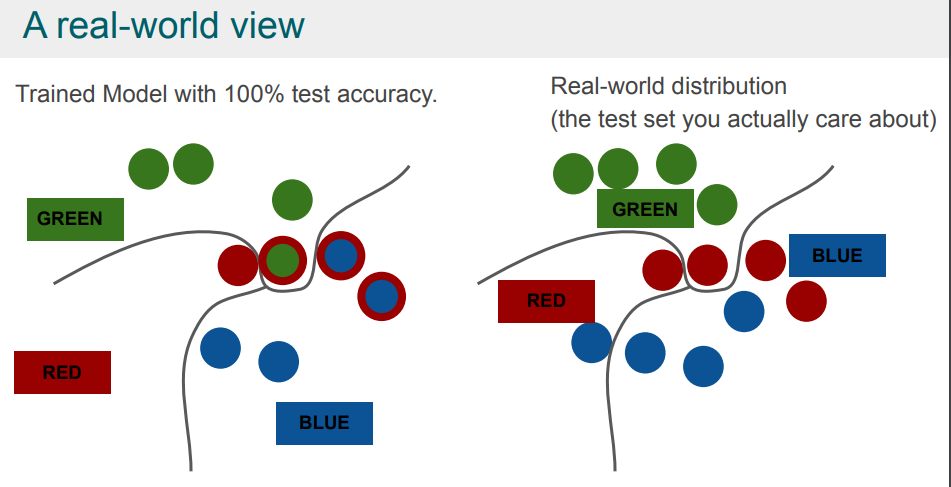 A real-world view
Trained Model with 100% test accuracy.
GREEN
RED
BLUE
Real-world distribution
(the test set you actually care about)
GREEN
BLUE
RED